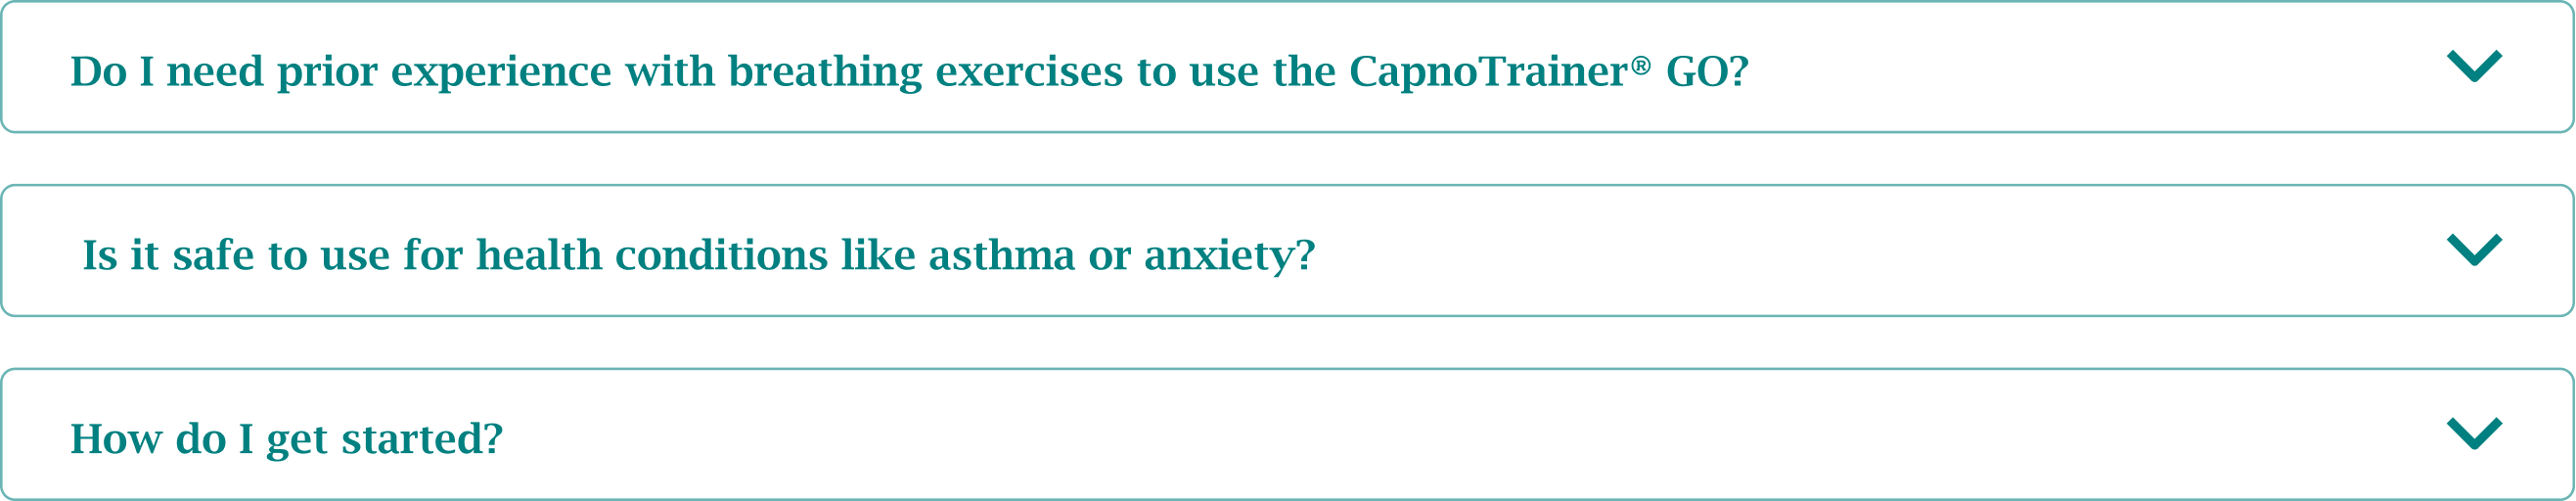 Do I need prior experience with breathing exercises to use the CapnoTrainer® GO?
Is it safe to use for health conditions like asthma or anxiety?
How do I get started?